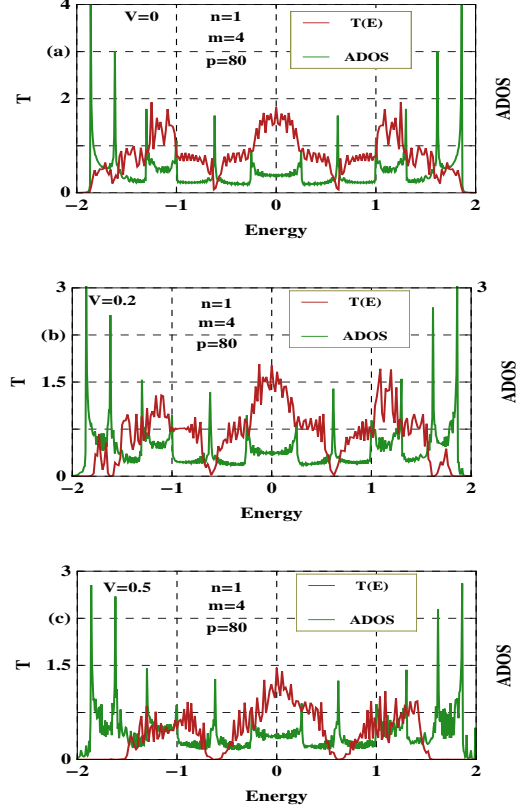 4
V=0
n=1
T(E)
(a)
m=4
p=80
ADOS
T
2
ADOS
0
−2
−1
0
1
2
Energy
3
V=0.2
n=1
T(E)
3
(b)
m=4
p=80
ADOS
T
1.5
ADOS
0
−2
−1
0
1
2
Energy
3
V=0.5
n=1
T(E)
(c)
m=4
p=80
ADOS
T
1.5
ADOS
0
−2
−1
0
1
2
Energy